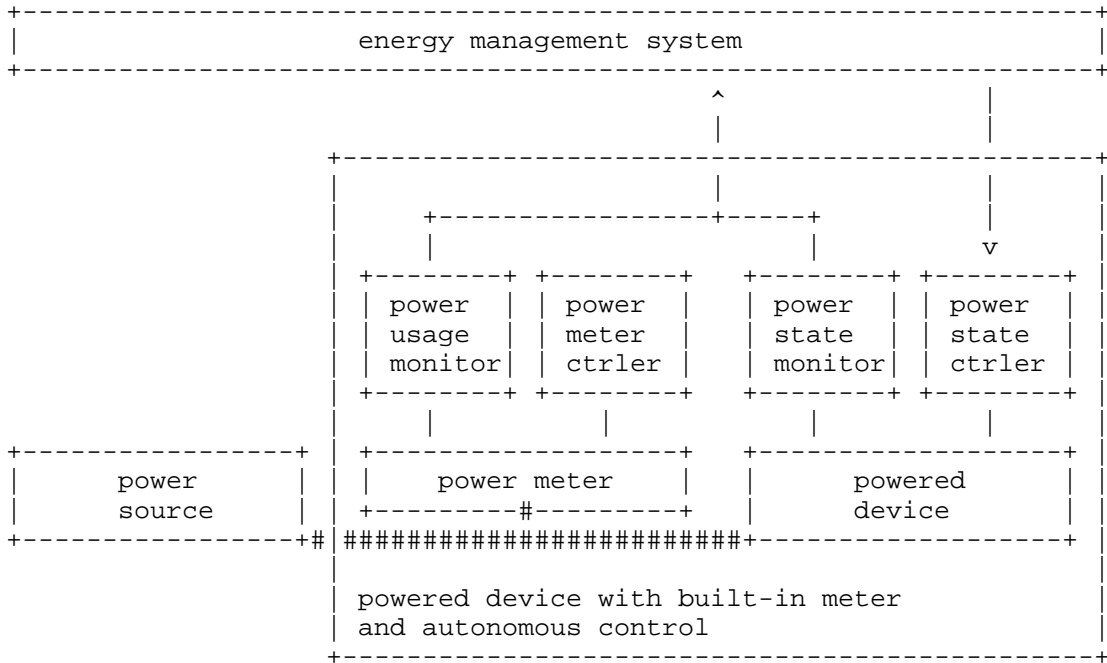 energy management system
power power power power
usage meter state state
monitor ctrler monitor ctrler
power power meter powered
source device
powered device with built-in meter
and autonomous control